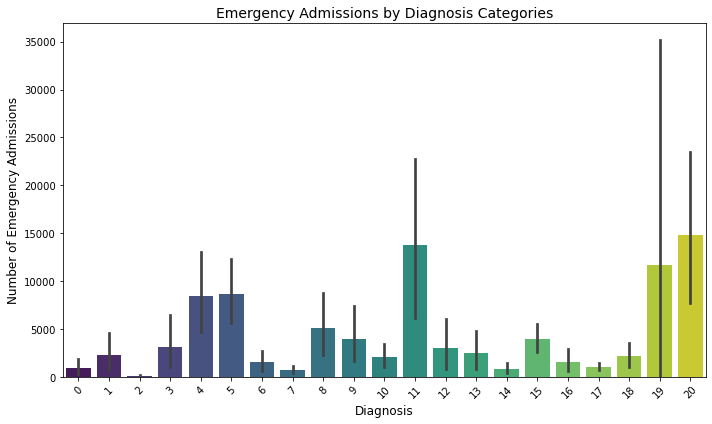 Emergency Admissions by Diagnosis Categories
Number of Emergency Admissions
35000
30000
25000
20000
15000
10000
5000
0
0 1 2 3 4 5 6 7 8 9 10 11 12 13 14 15 16 17 18 19 20
Diagnosis